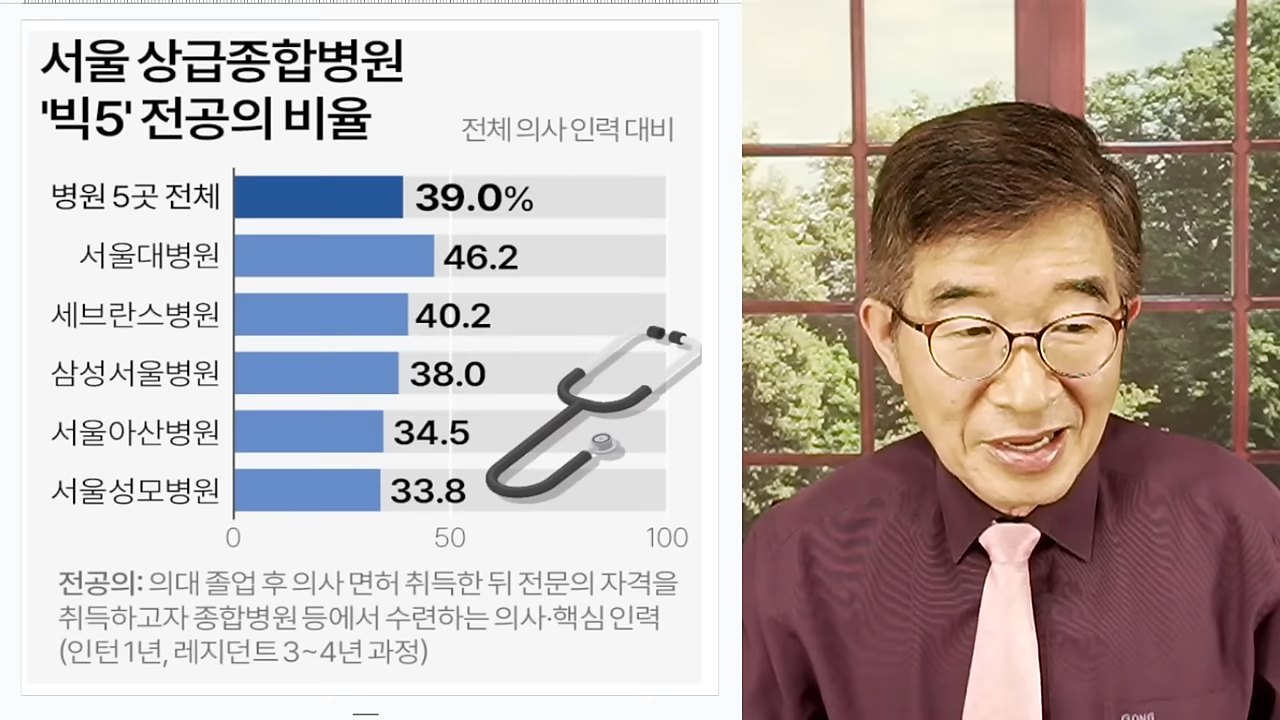 서울 상급종합병원
'빅5' 전공의 비율
전체 의사 인력 대비
병원 5곳 전체 39.0%
서울대병원 46.2
세브란스병원 40.2
삼성서울병원 38.0
서울아산병원 34.5
서울성모병원 33.8
0 50 100
전공의: 의대 졸업 후 의사 면허 취득한 뒤 전문의 자격을
취득하고자 종합병원 등에서 수련하는 의사·핵심 인력
(인턴 1년, 레지던트 3~4년 과정)